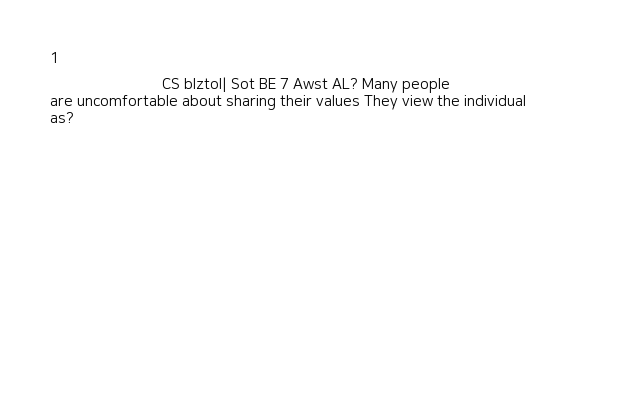 1
CS blztol| Sot BE 7 Awst AL? Many people
are uncomfortable about sharing their values They view the individual
as?